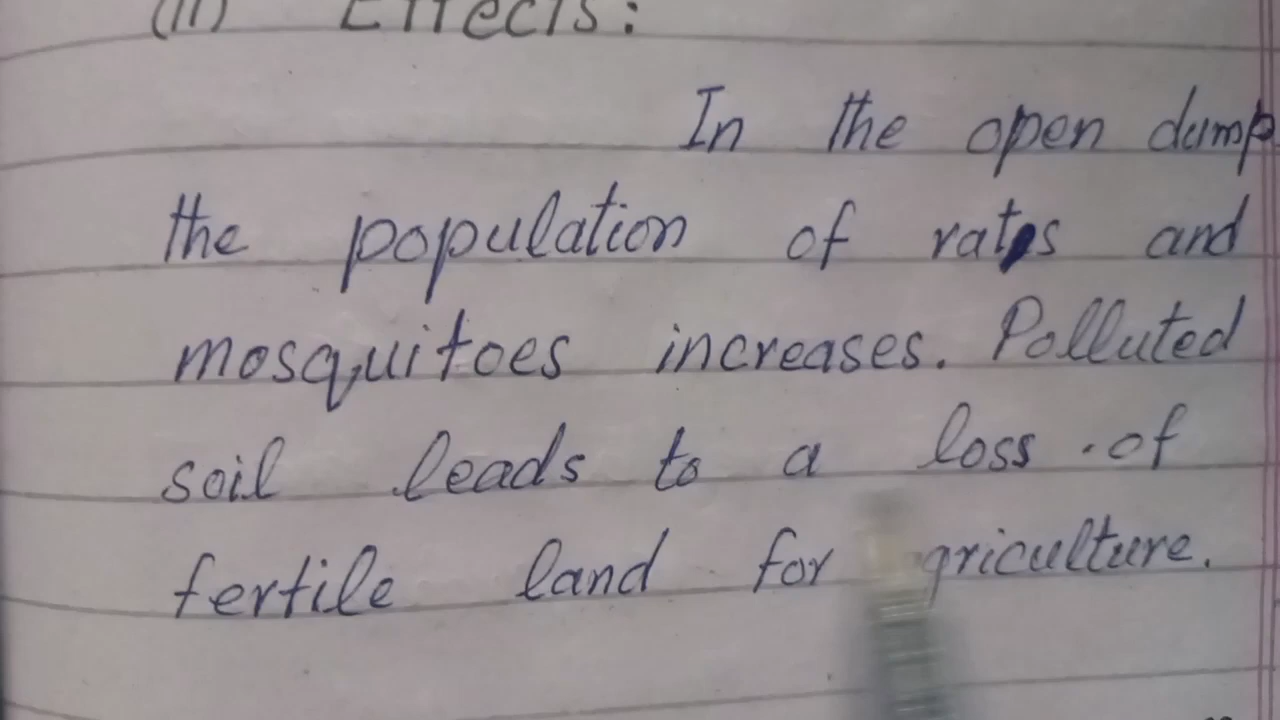 (ii) Effects:
In the open dump
the population of rats and
mosquitoes increases. Polluted
soil leads to a loss of
fertile land for griculture.